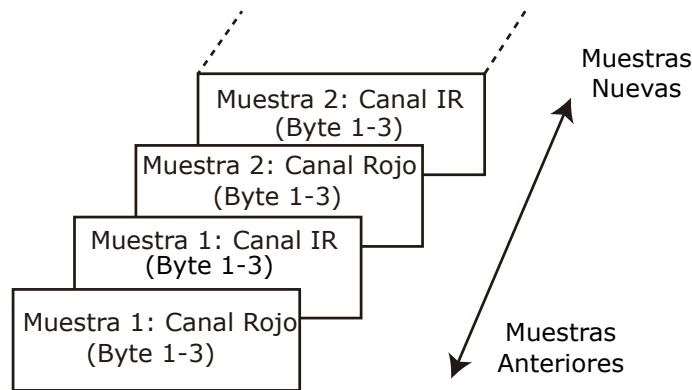 Muestras
Nuevas
Muestra 2: Canal IR
(Byte 1-3)
Muestra 2: Canal Rojo
(Byte 1-3)
Muestra 1: Canal IR
(Byte 1-3)
Muestra 1: Canal Rojo
(Byte 1-3)
Muestras
Anteriores